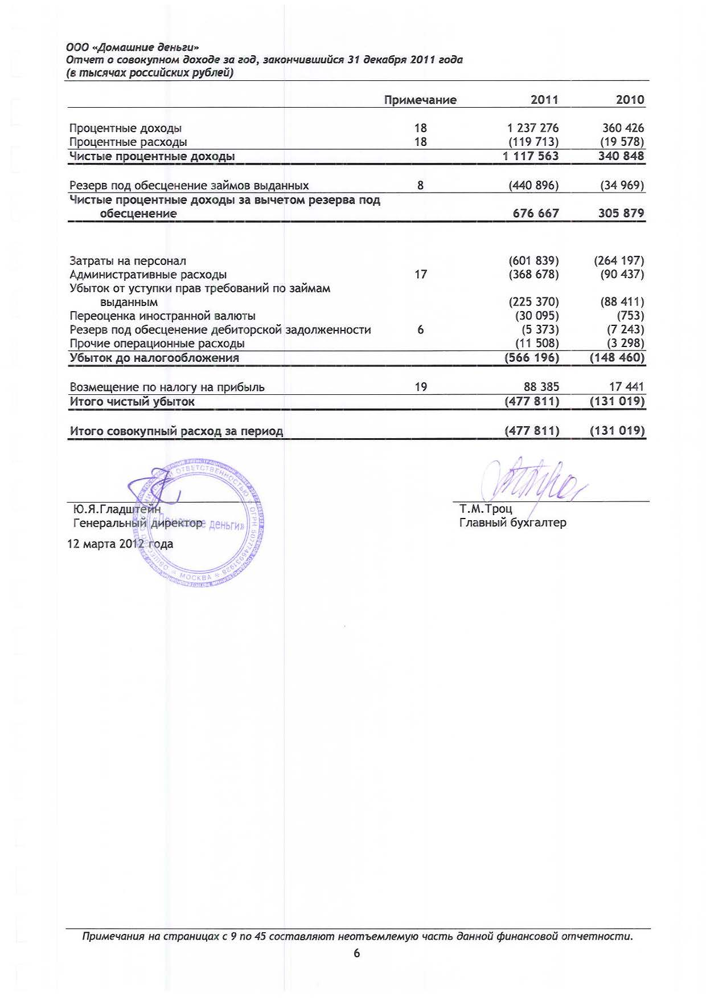 ООО «Домашние деньги»
Отчет о совокупном доходе за год, закончившийся 31 декабря 2011 года
(в тысячах российских рублей)
Примечание 2011 2010
Процентные доходы 18 1 237 276 360 426
Процентные расходы 18 (119 713) (19 578)
Чистые процентные доходы 1 117 563 340 848
Резерв под обесценение займов выданных 8 (440 896) (34 969)
Чистые процентные доходы за вычетом резерва под
обесценение 676 667 305 879
Затраты на персонал (601 839) (264 197)
Административные расходы 17 (368 678) (90 437)
Убыток от уступки прав требований по займам
выданным (225 370) (88 411)
Переоценка иностранной валюты (30 095) (753)
Резерв под обесценение дебиторской задолженности 6 (5 373) (7 243)
Прочие операционные расходы (11 508) (3 298)
Убыток до налогообложения (566 196) (148 460)
Возмещение по налогу на прибыль 19 88 385 17 441
Итого чистый убыток (477 811) (131 019)
Итого совокупный расход за период (477 811) (131 019)
Ю.Я.Гладштейн Т.М.Троц
Генеральный директор Главный бухгалтер
12 марта 2012 года
ОТВЕТСТВЕННОСТЬЮ * ОГРН 5077746931928 * МОСКВА * ОБЩЕСТВО
«Домашние деньги»
Примечания на страницах с 9 по 45 составляют неотъемлемую часть данной финансовой отчетности.
6